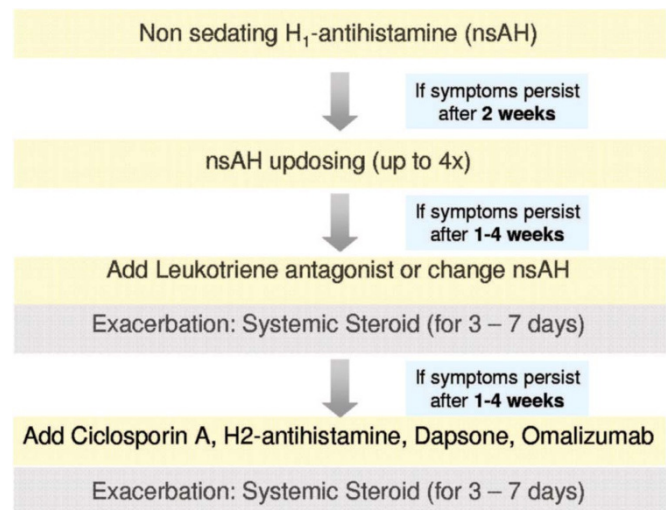 Non sedating H₁-antihistamine (nsAH)
If symptoms persist
after 2 weeks
nsAH updosing (up to 4x)
If symptoms persist
after 1-4 weeks
Add Leukotriene antagonist or change nsAH
Exacerbation: Systemic Steroid (for 3 – 7 days)
If symptoms persist
after 1-4 weeks
Add Ciclosporin A, H2-antihistamine, Dapsone, Omalizumab
Exacerbation: Systemic Steroid (for 3 – 7 days)